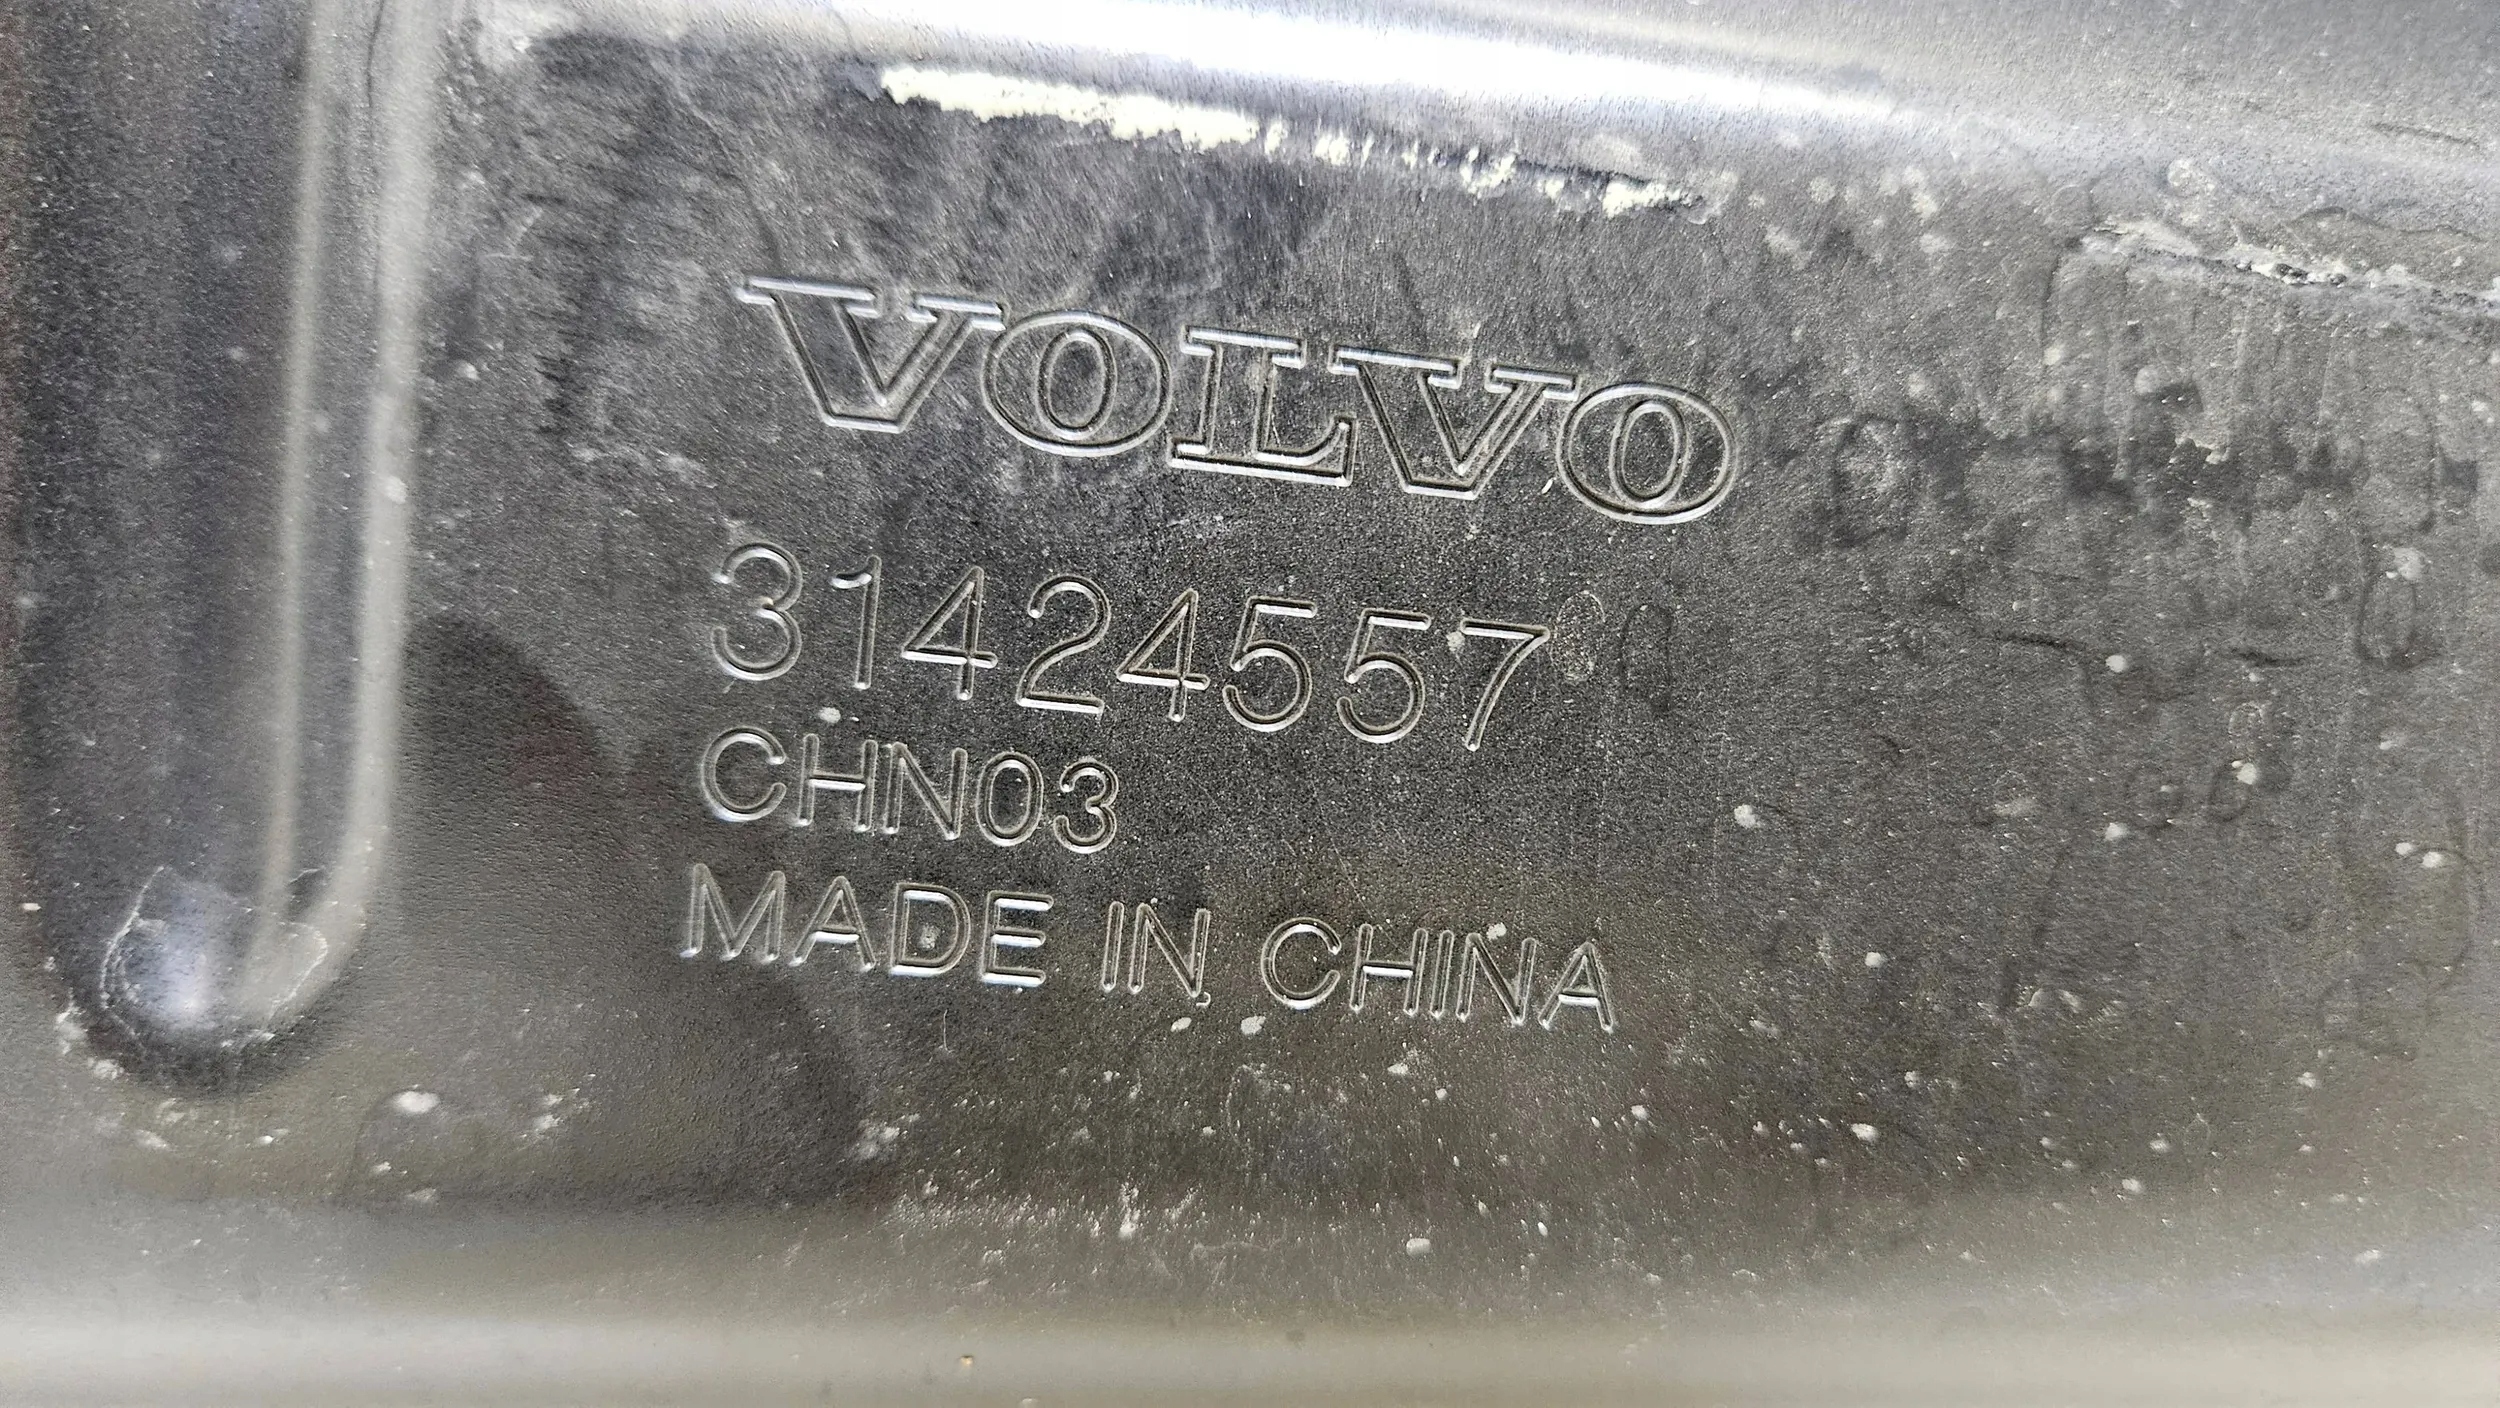 VOLVO
31424557
CHN03
MADE IN CHINA